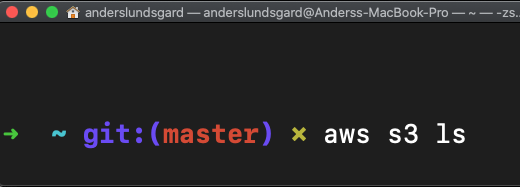 anderslundsgard — anderslundsgard@Anderss-MacBook-Pro — ~ — -zs...
➜ ~ git:(master) ✗ aws s3 ls